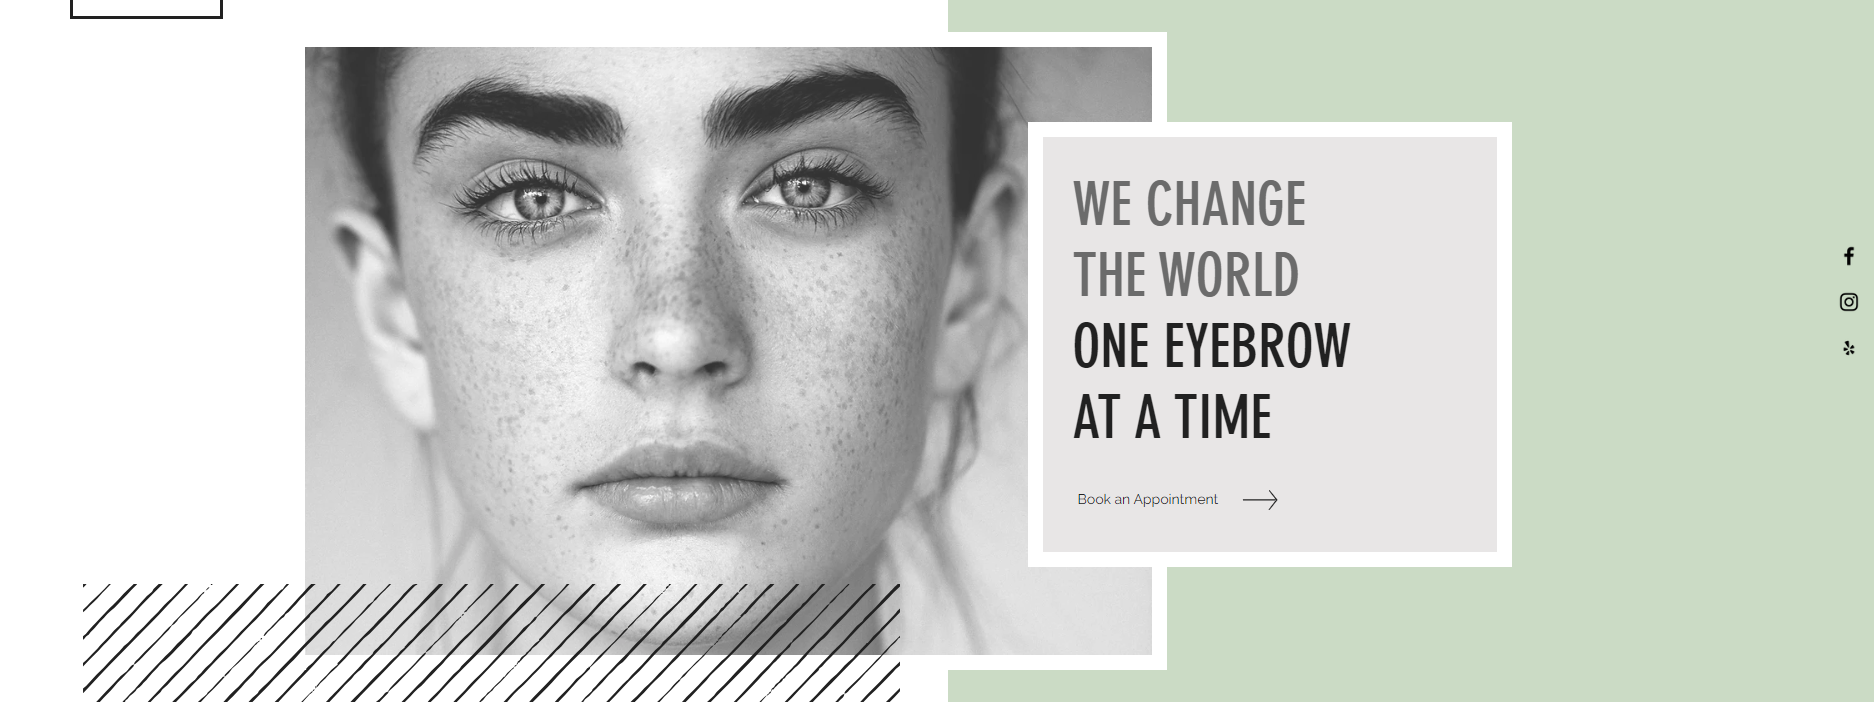 WE CHANGE
THE WORLD
ONE EYEBROW
AT A TIME
Book an Appointment